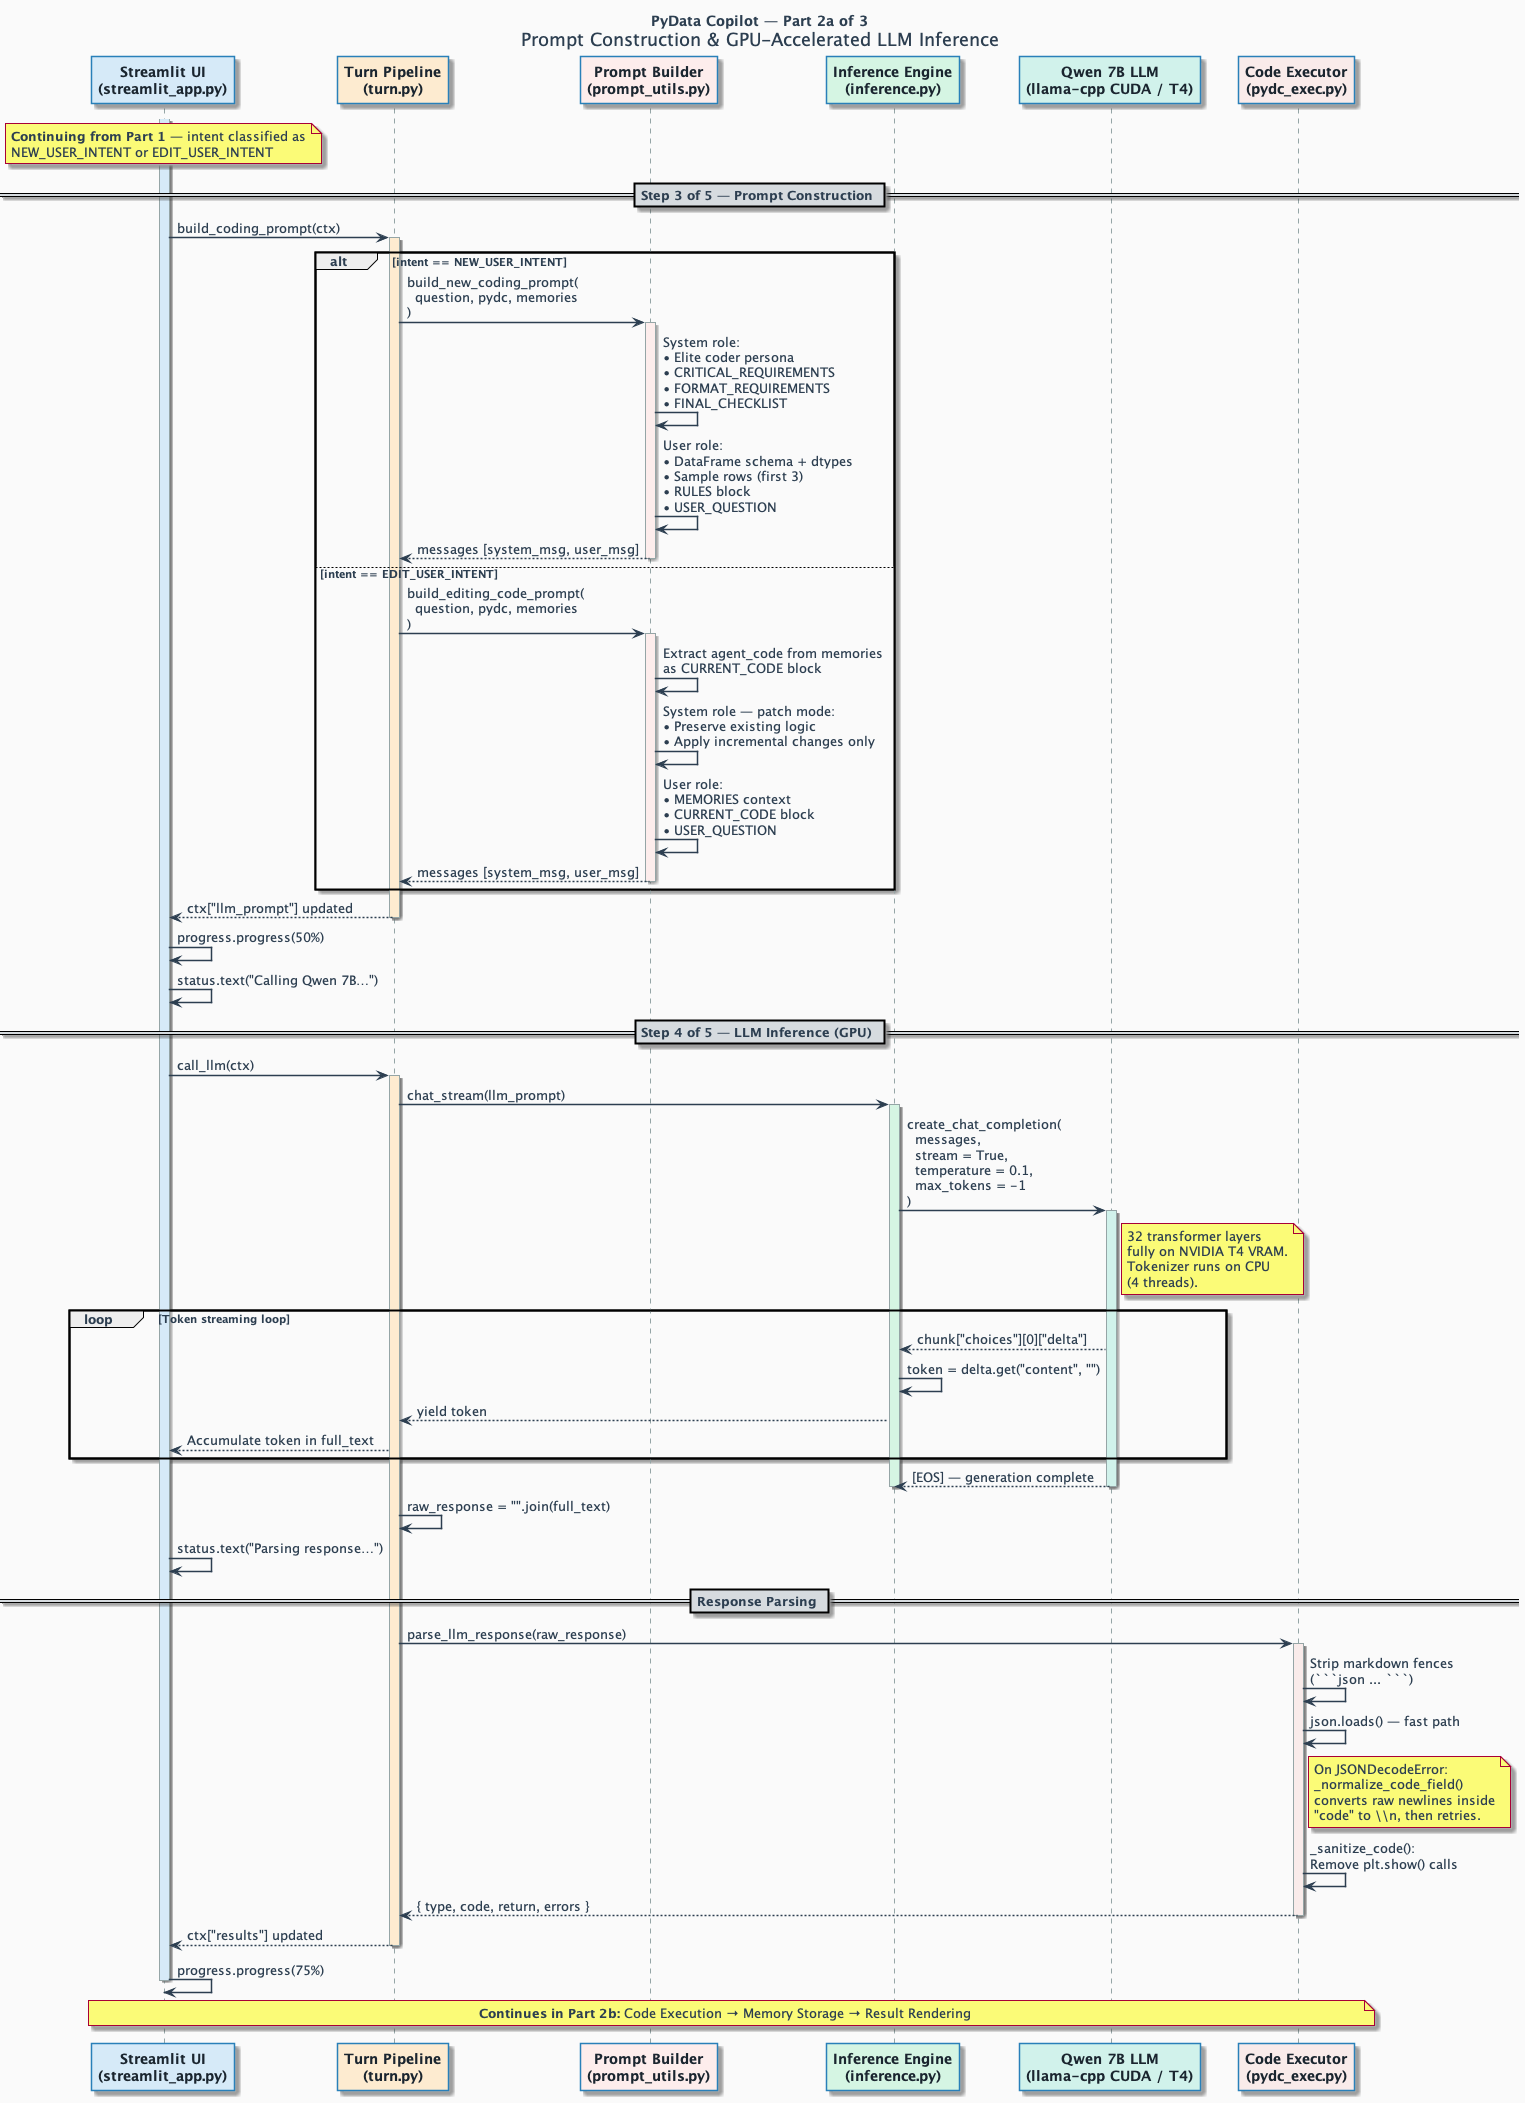 PyData Copilot — Part 2a of 3
Prompt Construction & GPU-Accelerated LLM Inference
Streamlit UI
(streamlit_app.py)
Turn Pipeline
(turn.py)
Prompt Builder
(prompt_utils.py)
Inference Engine
(inference.py)
Qwen 7B LLM
(llama-cpp CUDA / T4)
Code Executor
(pydc_exec.py)
Continuing from Part 1 — intent classified as
NEW_USER_INTENT or EDIT_USER_INTENT
Step 3 of 5 — Prompt Construction
build_coding_prompt(ctx)
alt
[intent == NEW_USER_INTENT]
build_new_coding_prompt(
question, pydc, memories
)
System role:
• Elite coder persona
• CRITICAL_REQUIREMENTS
• FORMAT_REQUIREMENTS
• FINAL_CHECKLIST
User role:
• DataFrame schema + dtypes
• Sample rows (first 3)
• RULES block
• USER_QUESTION
messages [system_msg, user_msg]
[intent == EDIT_USER_INTENT]
build_editing_code_prompt(
question, pydc, memories
)
Extract agent_code from memories
as CURRENT_CODE block
System role — patch mode:
• Preserve existing logic
• Apply incremental changes only
User role:
• MEMORIES context
• CURRENT_CODE block
• USER_QUESTION
messages [system_msg, user_msg]
ctx["llm_prompt"] updated
progress.progress(50%)
status.text("Calling Qwen 7B...")
Step 4 of 5 — LLM Inference (GPU)
call_llm(ctx)
chat_stream(llm_prompt)
create_chat_completion(
messages,
stream = True,
temperature = 0.1,
max_tokens = -1
)
32 transformer layers
fully on NVIDIA T4 VRAM.
Tokenizer runs on CPU
(4 threads).
loop
[Token streaming loop]
chunk["choices"][0]["delta"]
token = delta.get("content", "")
yield token
Accumulate token in full_text
[EOS] — generation complete
raw_response = "".join(full_text)
status.text("Parsing response...")
Response Parsing
parse_llm_response(raw_response)
Strip markdown fences
(```json ... ```)
json.loads() — fast path
On JSONDecodeError:
_normalize_code_field()
converts raw newlines inside
"code" to \\n, then retries.
_sanitize_code():
Remove plt.show() calls
{ type, code, return, errors }
ctx["results"] updated
progress.progress(75%)
Continues in Part 2b: Code Execution → Memory Storage → Result Rendering
Streamlit UI
(streamlit_app.py)
Turn Pipeline
(turn.py)
Prompt Builder
(prompt_utils.py)
Inference Engine
(inference.py)
Qwen 7B LLM
(llama-cpp CUDA / T4)
Code Executor
(pydc_exec.py)